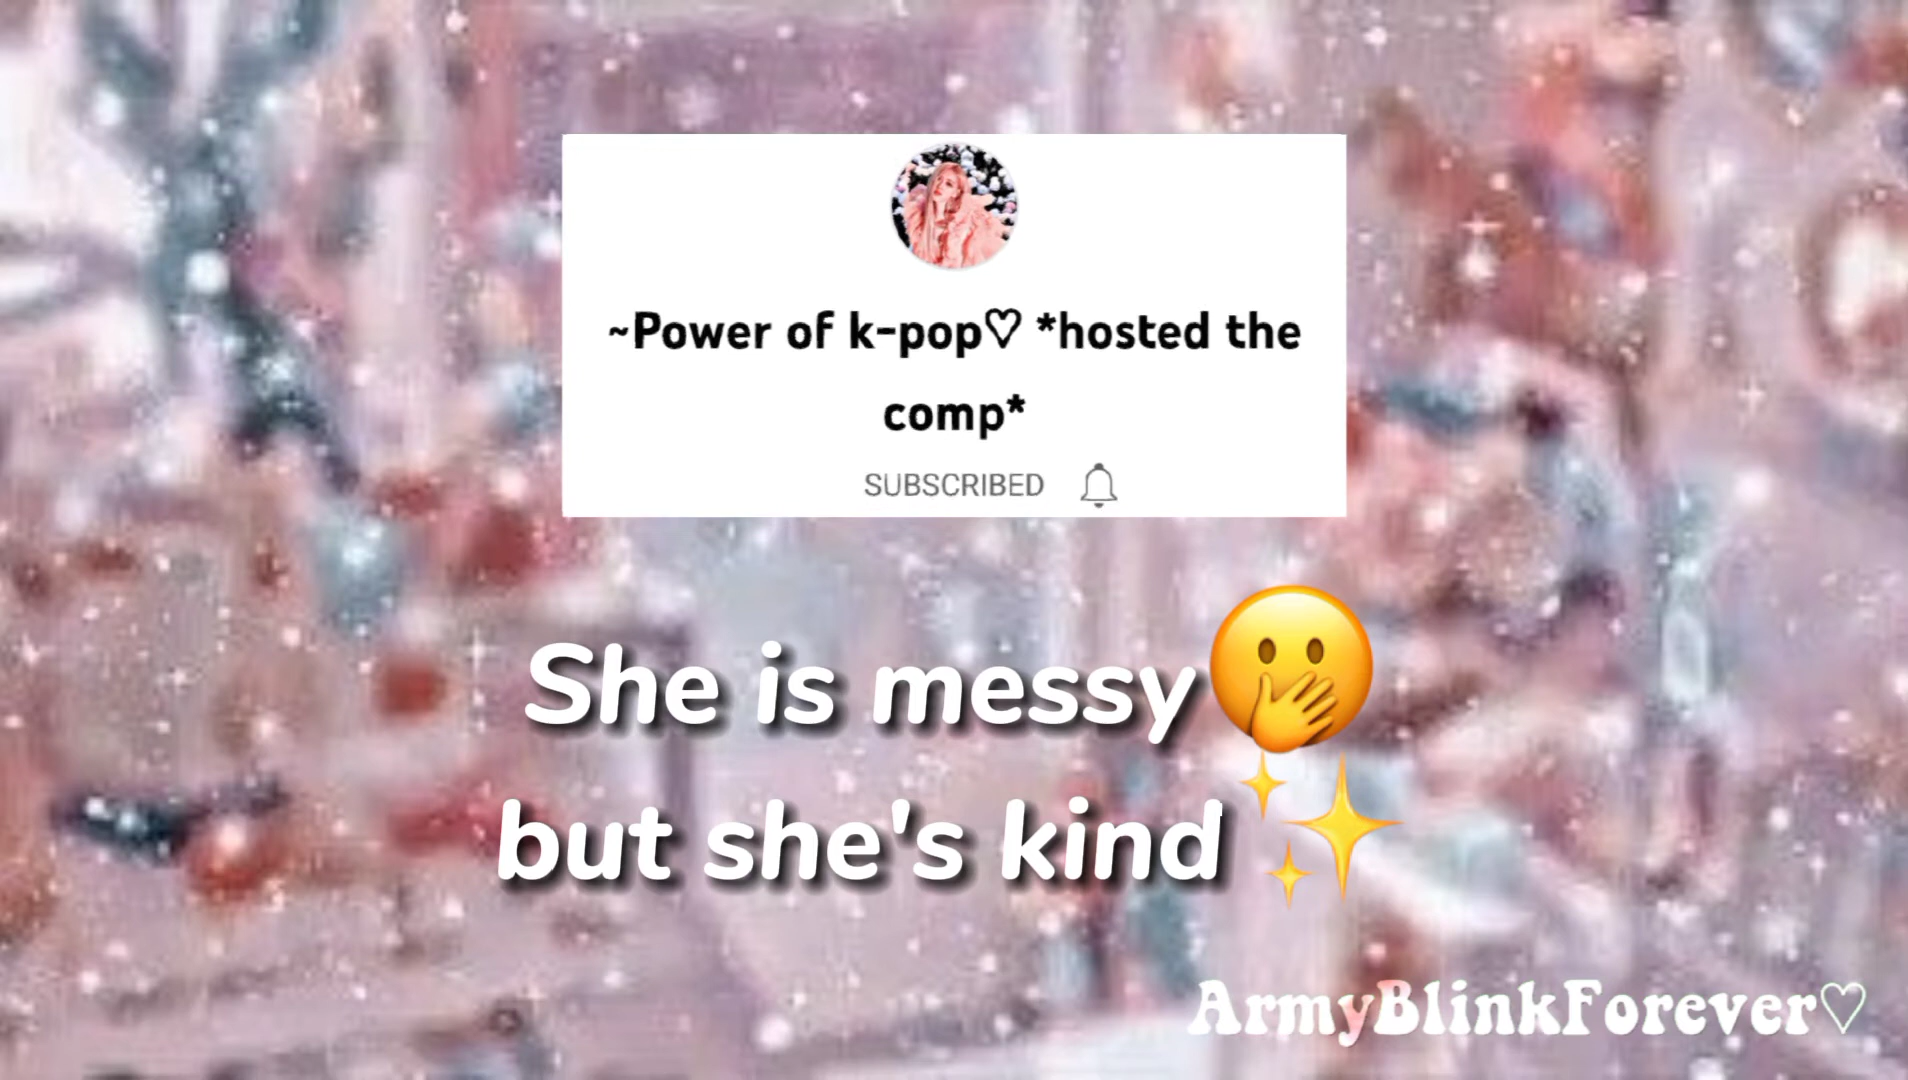 ~Power of k-pop♡ *hosted the
comp*
SUBSCRIBED
She is messy🤭
but she's kind✨
ArmyBlinkForever♡